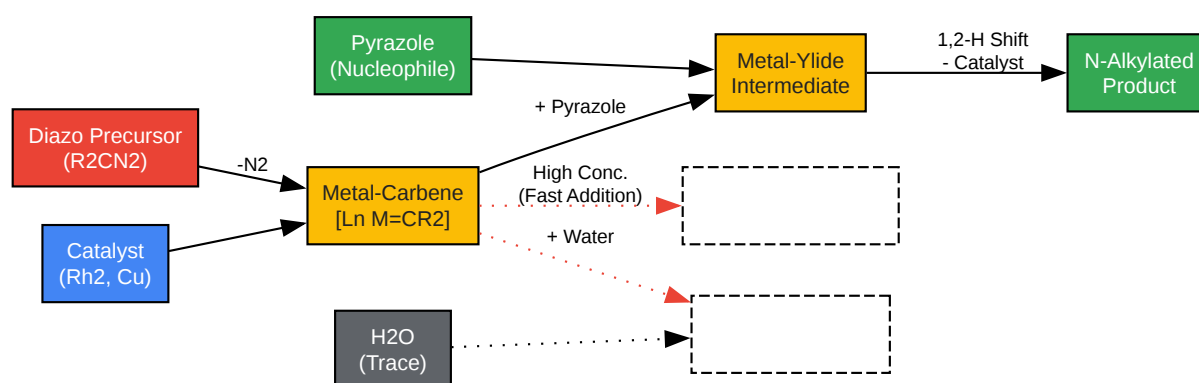 Pyrazole
(Nucleophile)
Metal-Ylide
Intermediate
1,2-H Shift
- Catalyst
N-Alkylated
Product
+ Pyrazole
Diazo Precursor
(R2CN2)
-N2
Metal-Carbene
[Ln M=CR2]
High Conc.
(Fast Addition)
+ Water
Catalyst
(Rh2, Cu)
H2O
(Trace)